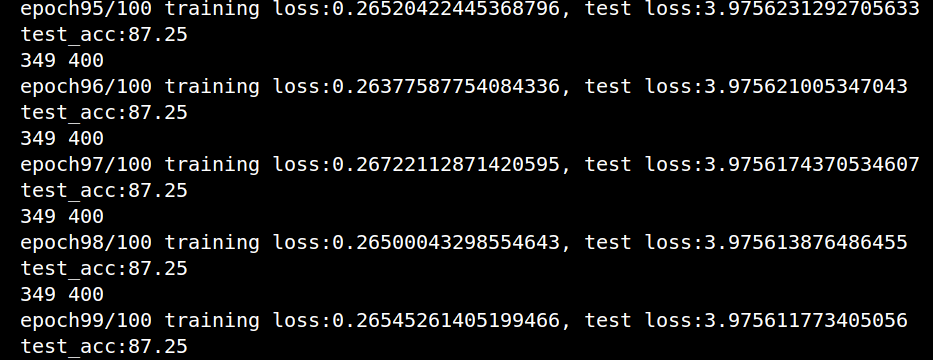 epoch95/100 training loss:0.26520422445368796, test loss:3.9756231292705633
test_acc:87.25
349 400
epoch96/100 training loss:0.26377587754084336, test loss:3.975621005347043
test_acc:87.25
349 400
epoch97/100 training loss:0.26722112871420595, test loss:3.9756174370534607
test_acc:87.25
349 400
epoch98/100 training loss:0.26500043298554643, test loss:3.975613876486455
test_acc:87.25
349 400
epoch99/100 training loss:0.26545261405199466, test loss:3.975611773405056
test_acc:87.25